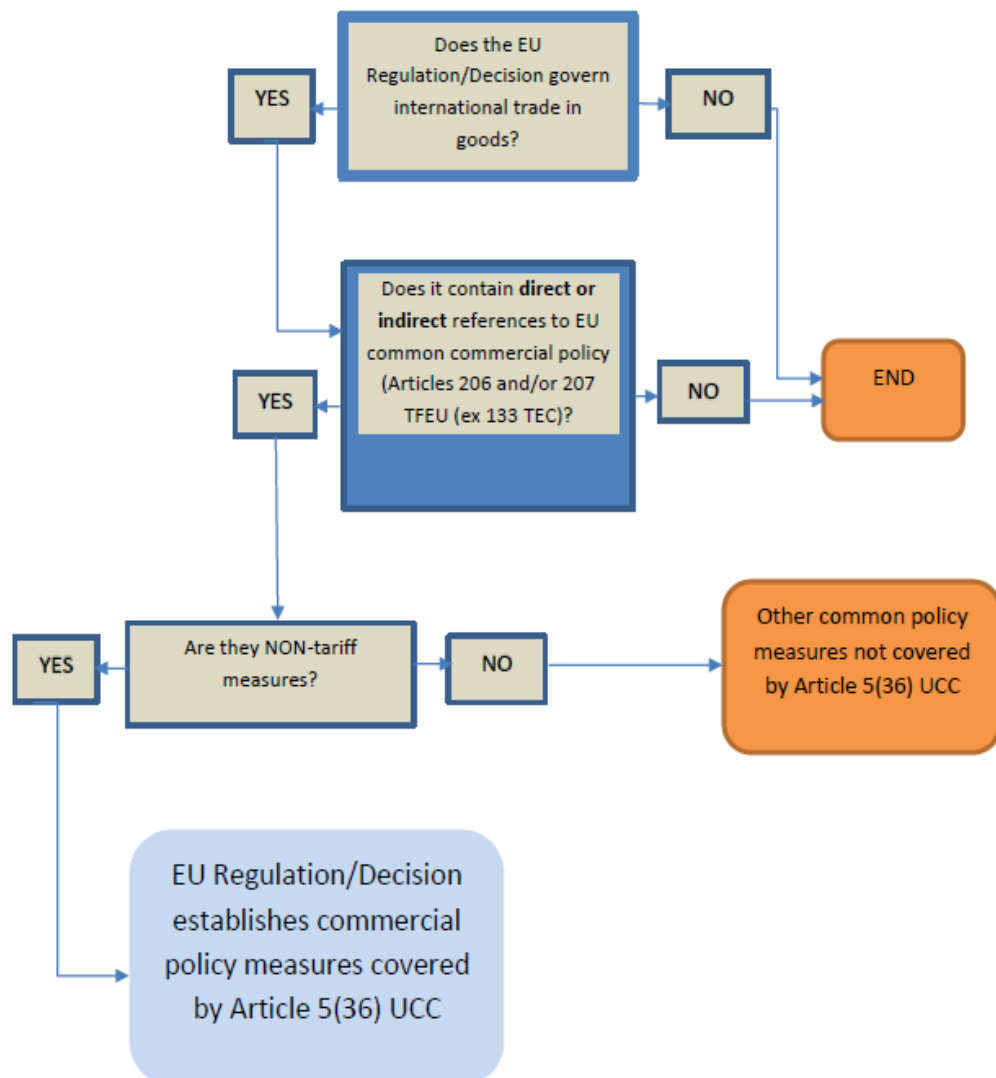 Does the EU
Regulation/Decision govern
international trade in
goods?
YES
NO
Does it contain direct or
indirect references to EU
common commercial policy
(Articles 206 and/or 207
TFEU (ex 133 TEC)?
YES
NO
END
Are they NON-tariff
measures?
YES
NO
Other common policy
measures not covered
by Article 5(36) UCC
EU Regulation/Decision
establishes commercial
policy measures covered
by Article 5(36) UCC